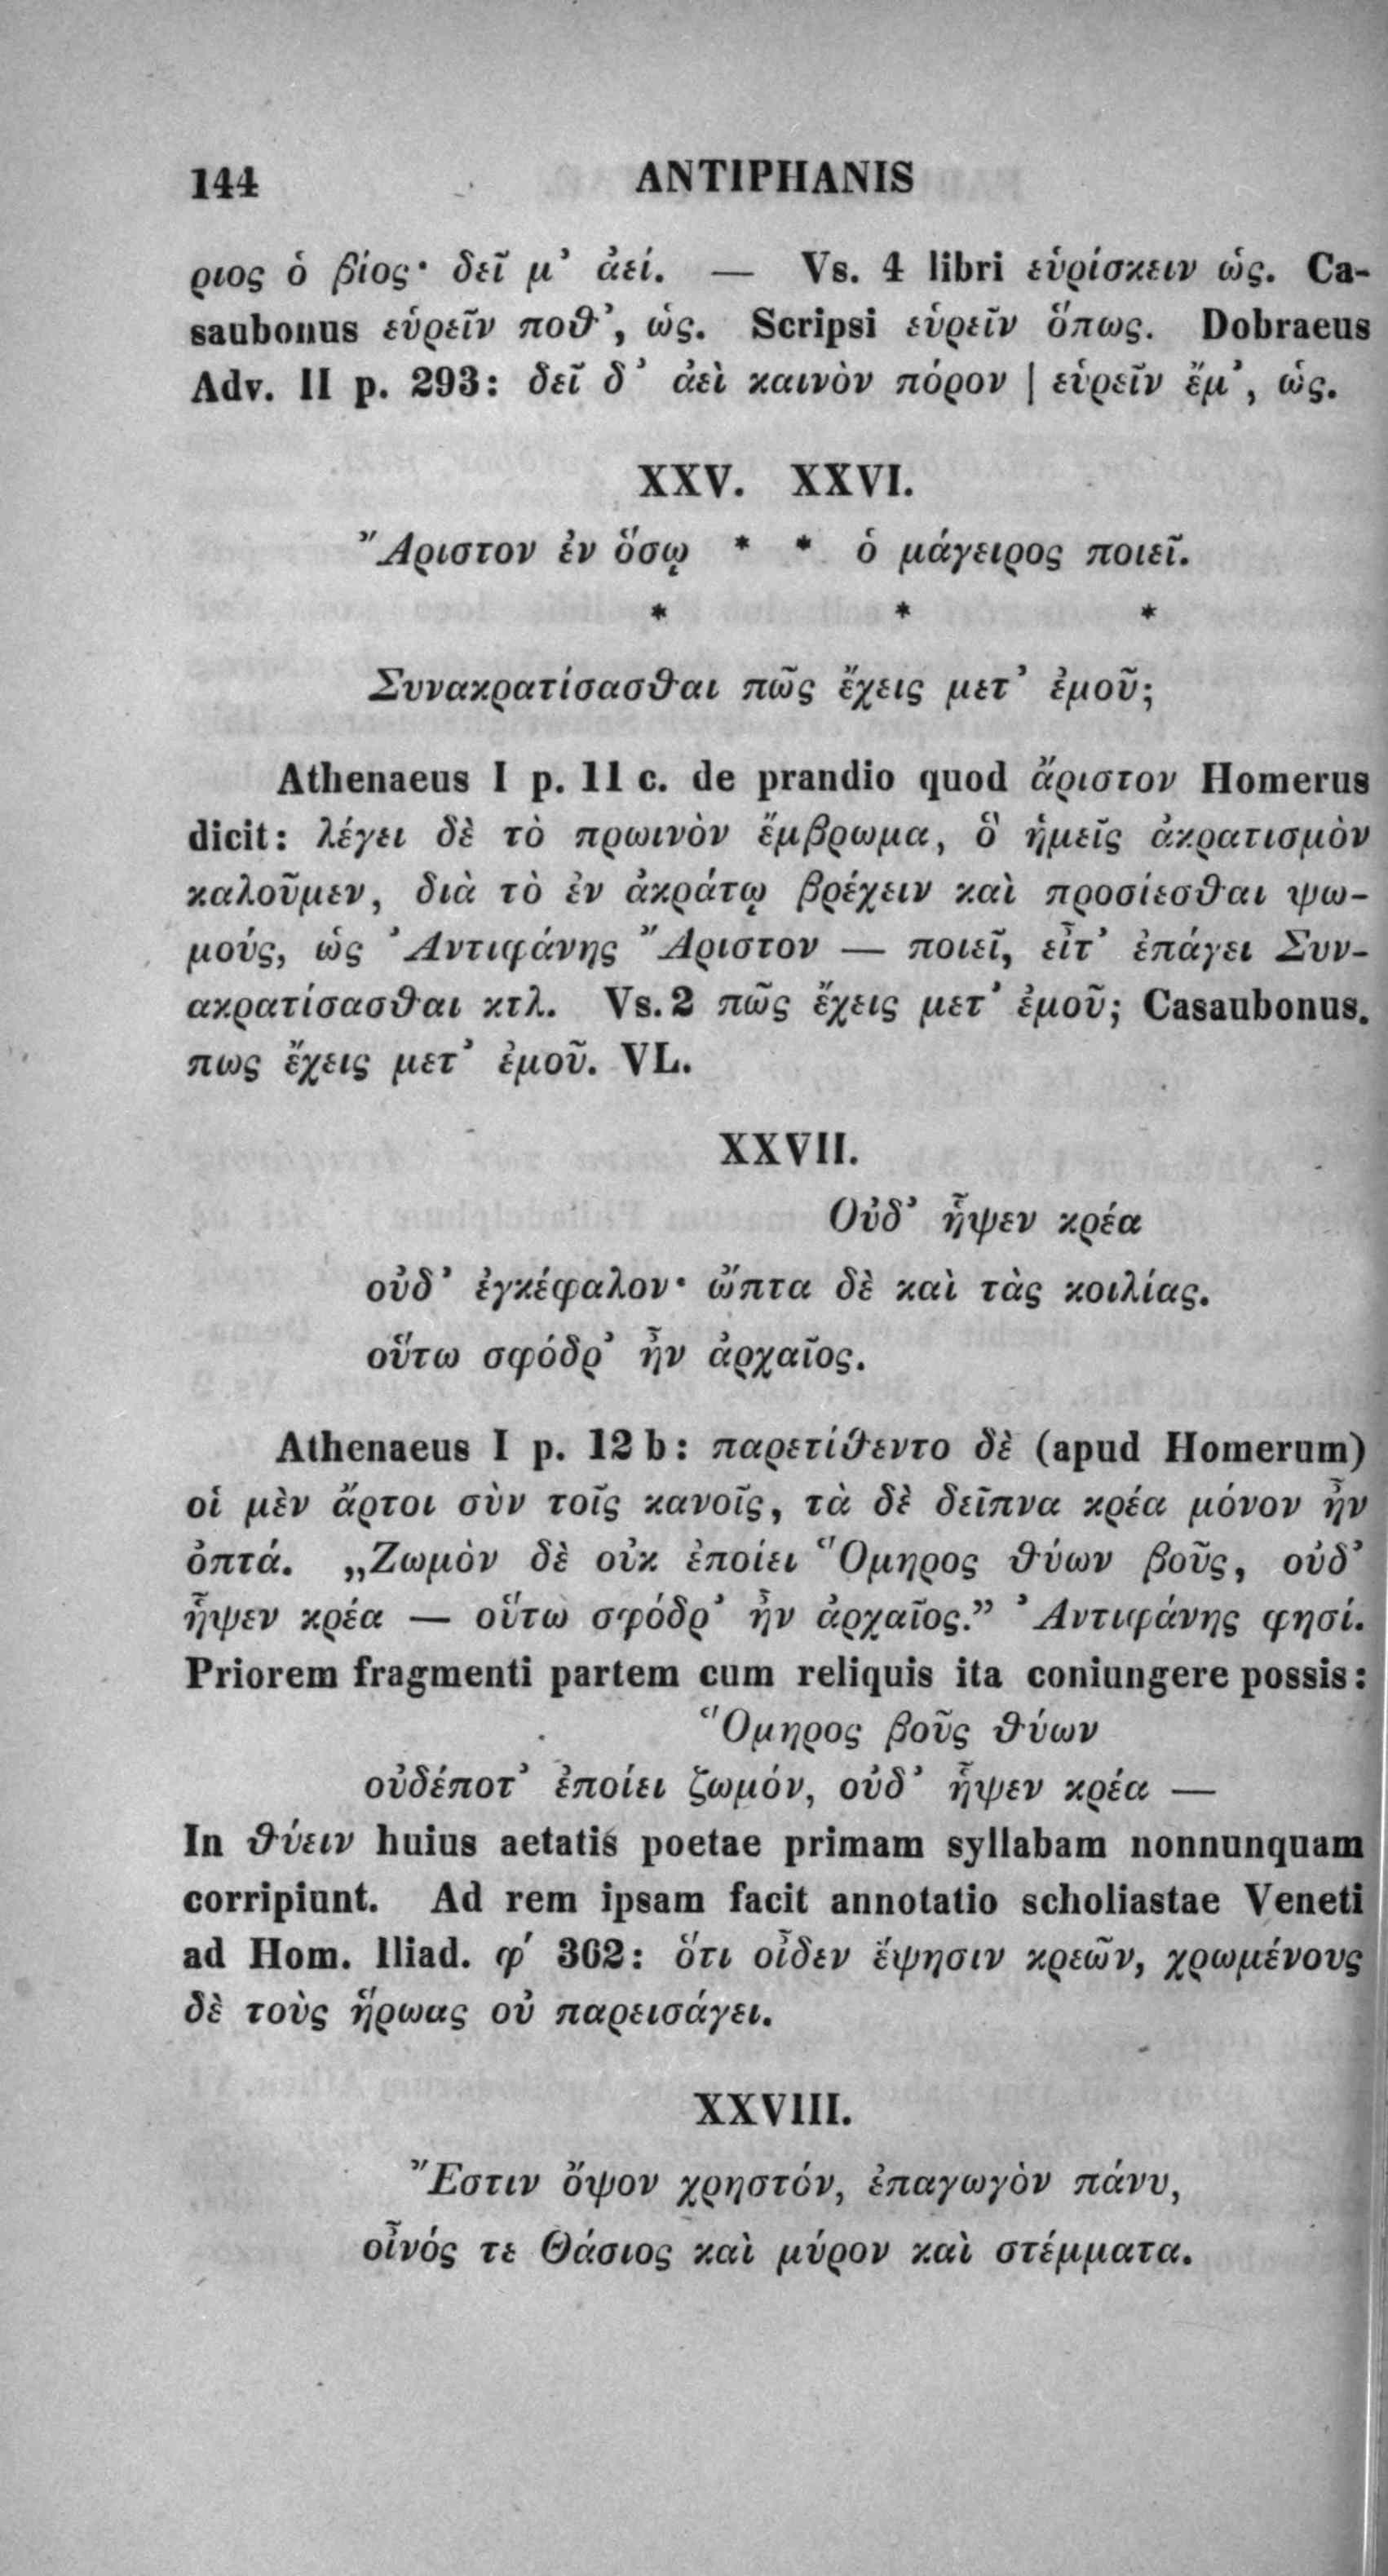 144 ANTIPHANIS
ριος ὁ βίος· δεῖ μ’ ἀεί. — Vs. 4 libri εὑρίσκειν ὡς. Ca-
saubonus εὑρεῖν ποθ’, ὡς. Scripsi εὑρεῖν ὅπως. Dobraeus
Adv. II p. 293: δεῖ δ’ ἀεὶ καινὸν πόρον | εὑρεῖν ἔμ’, ὡς.
XXV. XXVI.
Ἄριστον ἐν ὅσῳ * * ὁ μάγειρος ποιεῖ.
* * *
Συνακρατίσασθαι πῶς ἔχεις μετ’ ἐμοῦ;
Athenaeus I p. 11 c. de prandio quod ἄριστον Homerus
dicit: λέγει δὲ τὸ πρωινὸν ἔμβρωμα, ὃ ἡμεῖς ἀκρατισμὸν
καλοῦμεν, διὰ τὸ ἐν ἀκράτῳ βρέχειν καὶ προσίεσθαι ψω-
μούς, ὡς Ἀντιφάνης Ἄριστον — ποιεῖ, εἶτ’ ἐπάγει Συν-
ακρατίσασθαι κτλ. Vs. 2 πῶς ἔχεις μετ’ ἐμοῦ; Casaubonus.
πως ἔχεις μετ’ ἐμοῦ. VL.
XXVII.
Οὐδ’ ἧψεν κρέα
οὐδ’ ἐγκέφαλον· ὤπτα δὲ καὶ τὰς κοιλίας.
οὕτω σφόδρ’ ἦν ἀρχαῖος.
Athenaeus I p. 12 b: παρετίθεντο δὲ (apud Homerum)
οἱ μὲν ἄρτοι σὺν τοῖς κανοῖς, τὰ δὲ δεῖπνα κρέα μόνον ἦν
ὀπτά. „Ζωμὸν δὲ οὐκ ἐποίει Ὅμηρος θύων βοῦς, οὐδ’
ἧψεν κρέα — οὕτω σφόδρ’ ἦν ἀρχαῖος.” Ἀντιφάνης φησί.
Priorem fragmenti partem cum reliquis ita coniungere possis:
Ὅμηρος βοῦς θύων
οὐδέποτ’ ἐποίει ζωμόν, οὐδ’ ἧψεν κρέα —
In θύειν huius aetatis poetae primam syllabam nonnunquam
corripiunt. Ad rem ipsam facit annotatio scholiastae Veneti
ad Hom. Iliad. φ′ 362: ὅτι οἶδεν ἕψησιν κρεῶν, χρωμένους
δὲ τοὺς ἥρωας οὐ παρεισάγει.
XXVIII.
Ἔστιν ὄψον χρηστόν, ἐπαγωγὸν πάνυ,
οἶνός τε Θάσιος καὶ μύρον καὶ στέμματα.